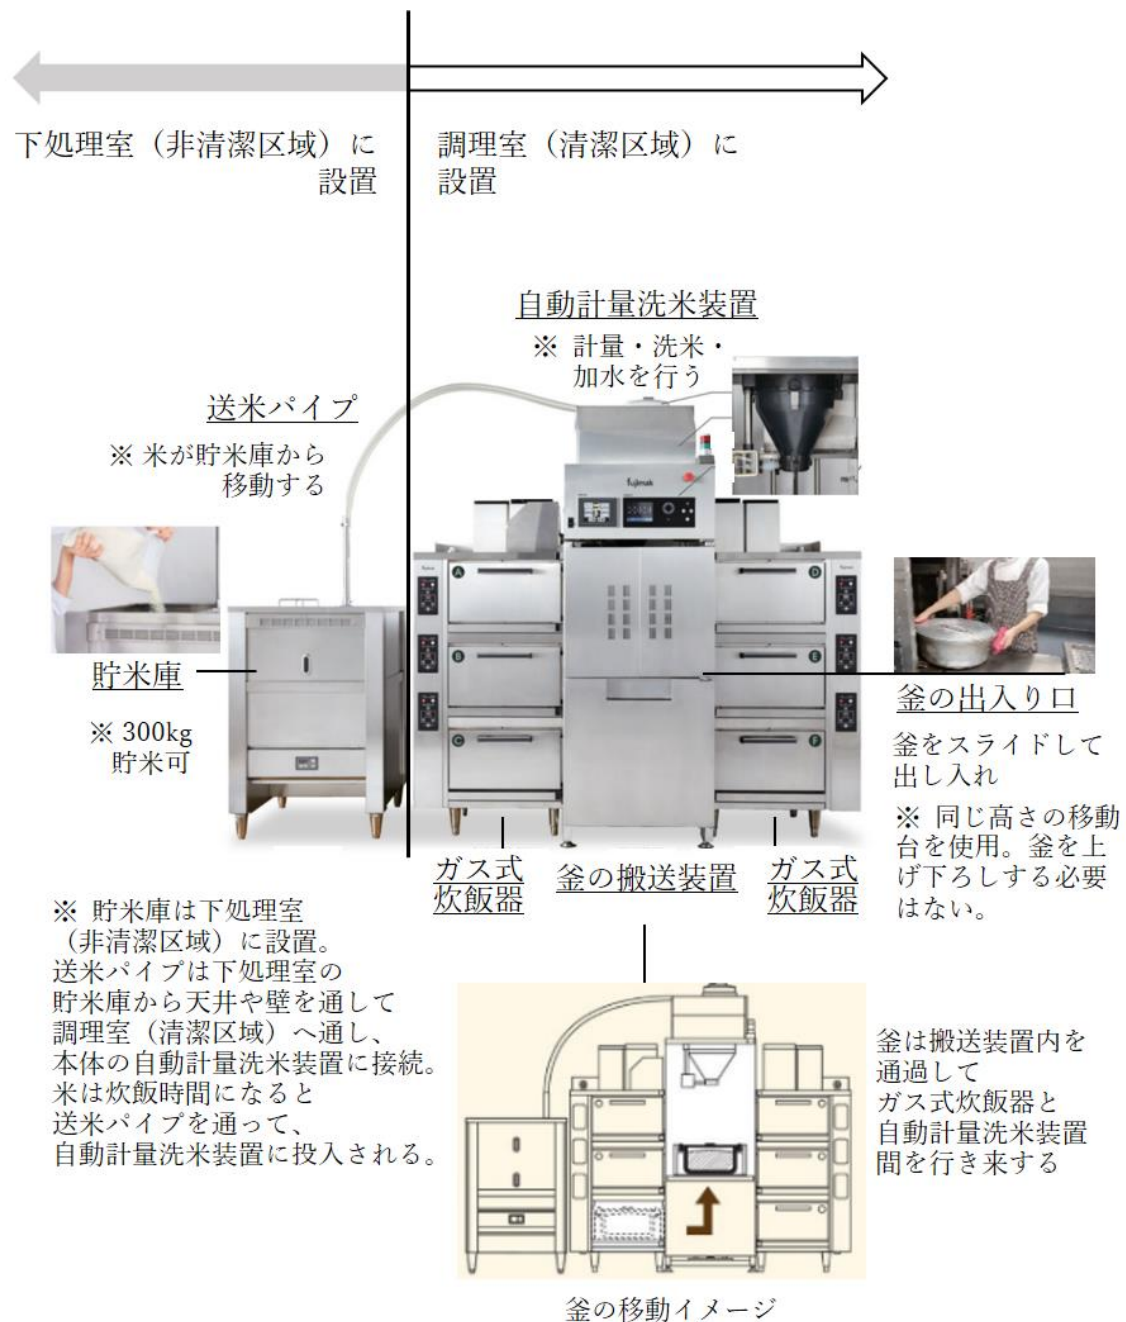 下処理室（非清潔区域）に
設置
調理室（清潔区域）に
設置
自動計量洗米装置
※ 計量・洗米・
加水を行う
送米パイプ
※ 米が貯米庫から
移動する
fujimak
A
B
C
D
E
F
貯米庫
※ 300kg
貯米可
釜の出入り口
釜をスライドして
出し入れ
※ 同じ高さの移動
台を使用。釜を上
げ下ろしする必要
はない。
ガス式
炊飯器
釜の搬送装置
ガス式
炊飯器
※ 貯米庫は下処理室
（非清潔区域）に設置。
送米パイプは下処理室の
貯米庫から天井や壁を通して
調理室（清潔区域）へ通し、
本体の自動計量洗米装置に接続。
米は炊飯時間になると
送米パイプを通って、
自動計量洗米装置に投入される。
釜は搬送装置内を
通過して
ガス式炊飯器と
自動計量洗米装置
間を行き来する
釜の移動イメージ